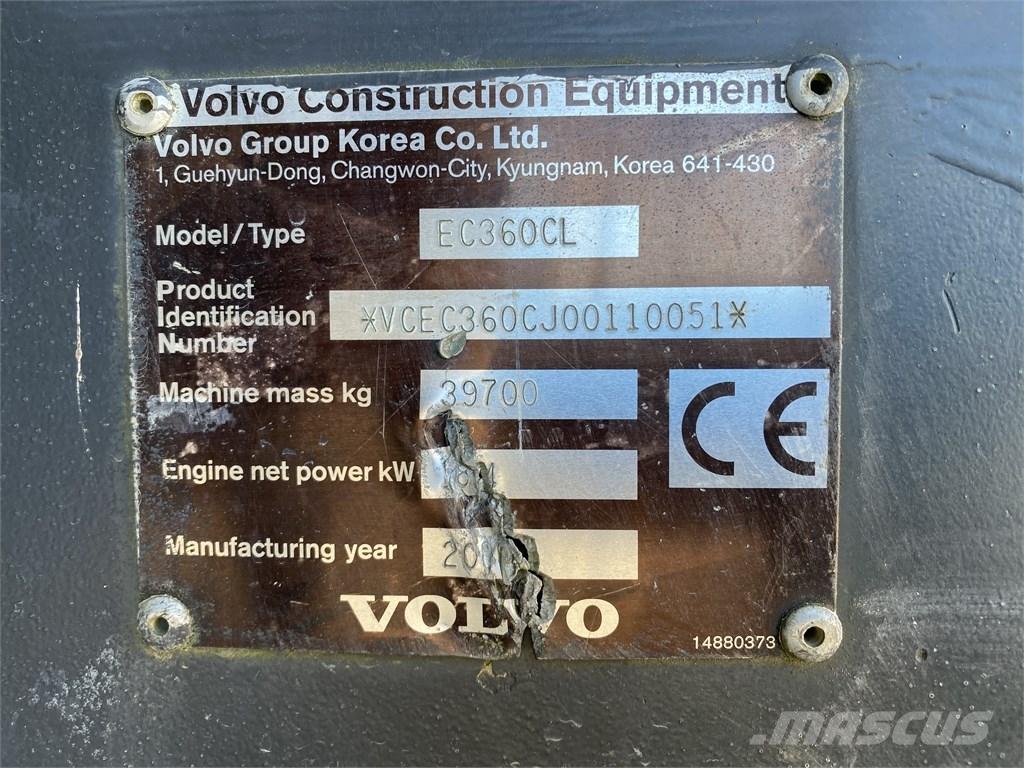 Volvo Construction Equipment
Volvo Group Korea Co. Ltd.
1, Guehyun-Dong, Changwon-City, Kyungnam, Korea 641-430
Model/Type EC360CL
Product Identification Number *VCEC360CJ00110051*
Machine mass kg 39700
Engine net power kW
Manufacturing year
VOLVO
14880373
CE
MASCUS